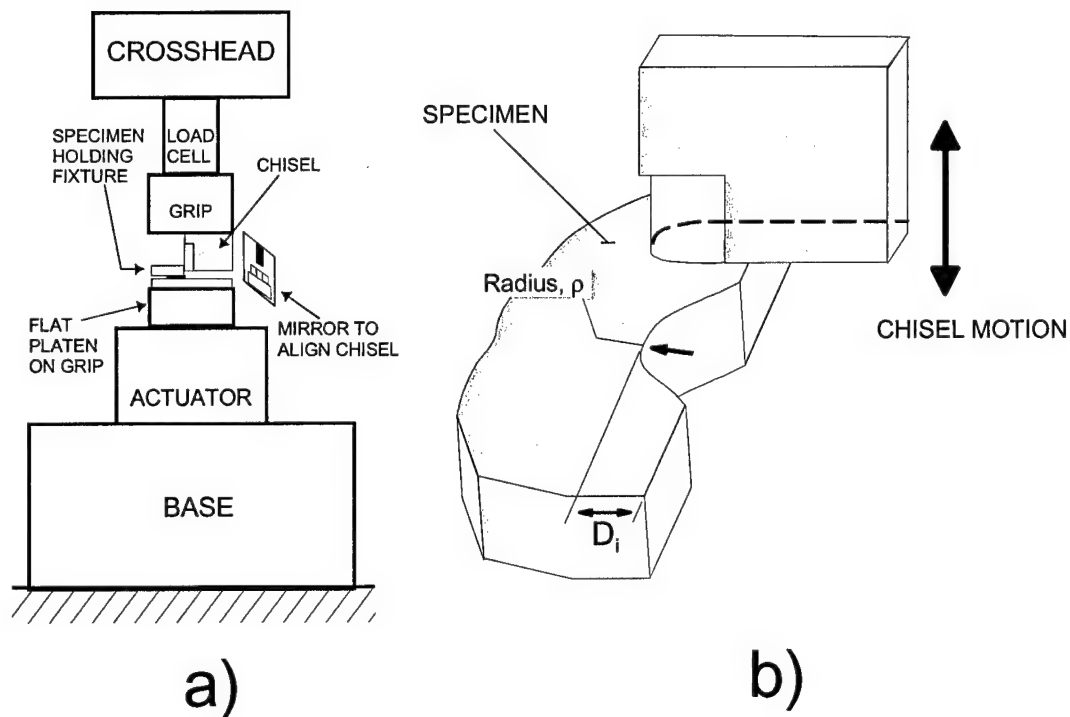 CROSSHEAD
SPECIMEN
HOLDING
FIXTURE
LOAD
CELL
CHISEL
GRIP
FLAT
PLATEN
ON GRIP
MIRROR TO
ALIGN CHISEL
ACTUATOR
BASE
a)
SPECIMEN
Radius, ρ
CHISEL MOTION
Di
b)